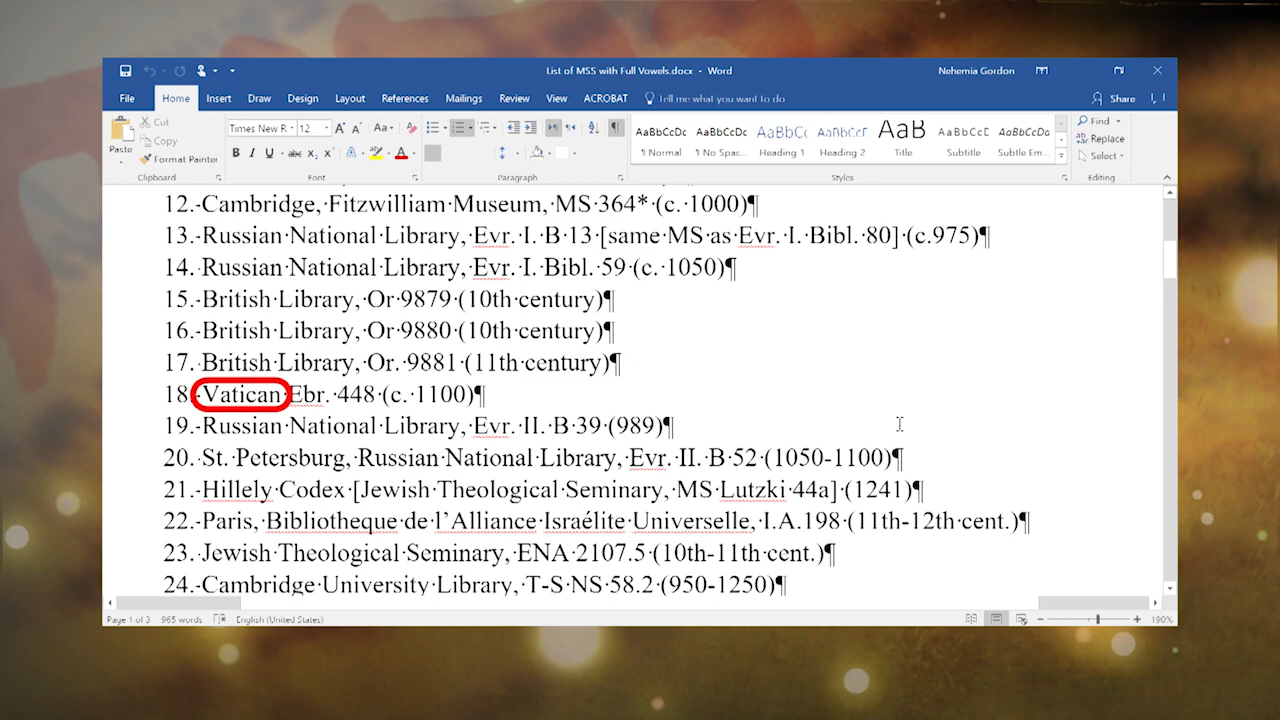 List of MSS with Full Vowels.docx - Word
Nehemia Gordon
File Home Insert Draw Design Layout References Mailings Review View ACROBAT Tell me what you want to do Share
Paste
Cut
Copy
Format Painter
Clipboard
Times New R 12
Font
Paragraph
AaBbCcDc AaBbCcDc AaBbCc AaBbCcF AaB AaBbCcD AaBbCcDc
¶ Normal ¶ No Spac... Heading 1 Heading 2 Title Subtitle Subtle Em...
Styles
Find
Replace
Select
Editing
12. Cambridge, Fitzwilliam Museum, MS 364* (c. 1000)¶
13. Russian National Library, Evr. I. B 13 [same MS as Evr. I. Bibl. 80] (c.975)¶
14. Russian National Library, Evr. I. Bibl. 59 (c. 1050)¶
15. British Library, Or 9879 (10th century)¶
16. British Library, Or 9880 (10th century)¶
17. British Library, Or. 9881 (11th century)¶
18. Vatican Ebr. 448 (c. 1100)¶
19. Russian National Library, Evr. II. B 39 (989)¶
20. St. Petersburg, Russian National Library, Evr. II. B 52 (1050-1100)¶
21. Hillely Codex [Jewish Theological Seminary, MS Lutzki 44a] (1241)¶
22. Paris, Bibliotheque de l’Alliance Israélite Universelle, I.A.198 (11th-12th cent.)¶
23. Jewish Theological Seminary, ENA 2107.5 (10th-11th cent.)¶
24. Cambridge University Library, T-S NS 58.2 (950-1250)¶
Page 1 of 3 965 words English (United States) 190%